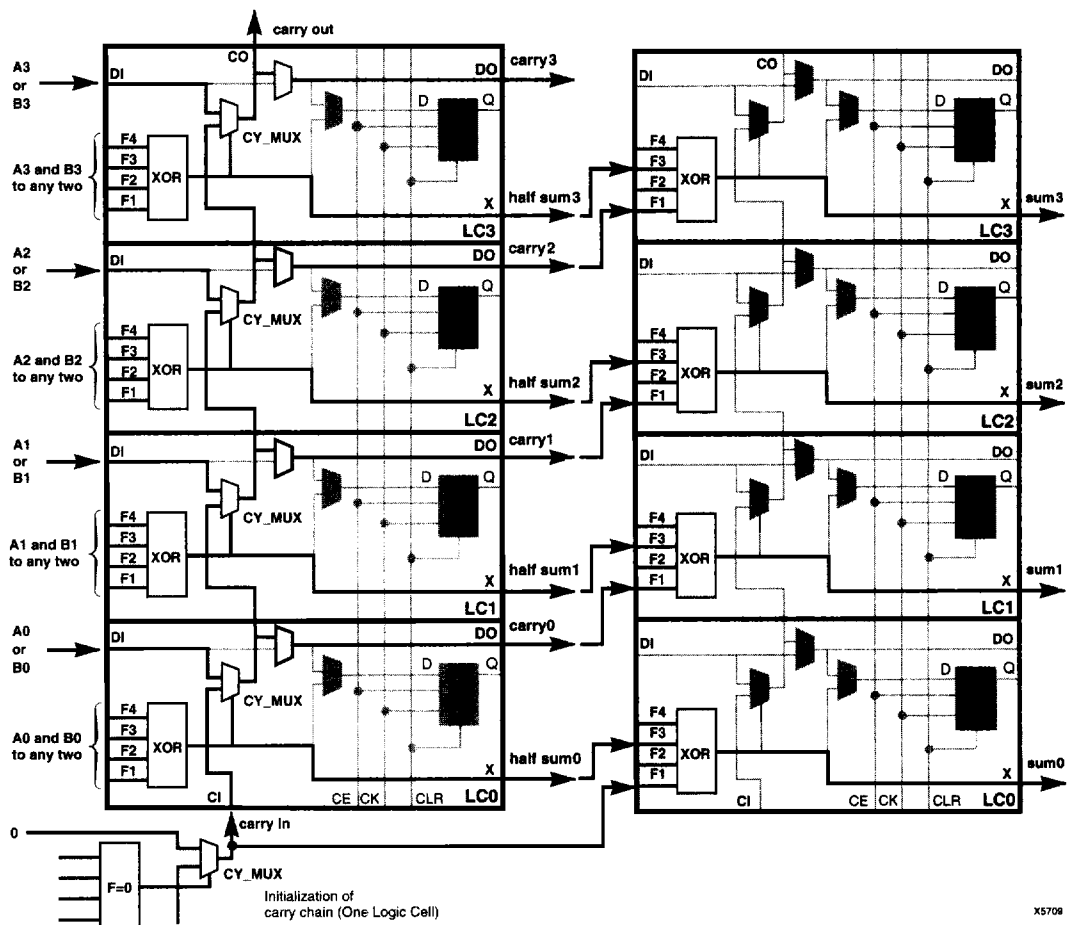 carry out
CO
A3
or
B3
DI
DO
carry3
D
Q
CY_MUX
A3 and B3
to any two
F4
F3
F2
F1
XOR
X
half sum3
LC3
A2
or
B2
DI
DO
carry2
D
Q
CY_MUX
A2 and B2
to any two
F4
F3
F2
F1
XOR
X
half sum2
LC2
A1
or
B1
DI
DO
carry1
D
Q
CY_MUX
A1 and B1
to any two
F4
F3
F2
F1
XOR
X
half sum1
LC1
A0
or
B0
DI
DO
carry0
D
Q
CY_MUX
A0 and B0
to any two
F4
F3
F2
F1
XOR
X
half sum0
CI
CE
CK
CLR
LC0
carry in
0
F=0
CY_MUX
Initialization of
carry chain (One Logic Cell)
CO
DI
DO
D
Q
F4
F3
F2
F1
XOR
X
sum3
LC3
DI
DO
D
Q
F4
F3
F2
F1
XOR
X
sum2
LC2
DI
DO
D
Q
F4
F3
F2
F1
XOR
X
sum1
LC1
DI
DO
D
Q
F4
F3
F2
F1
XOR
X
sum0
CI
CE
CK
CLR
LC0
X5709